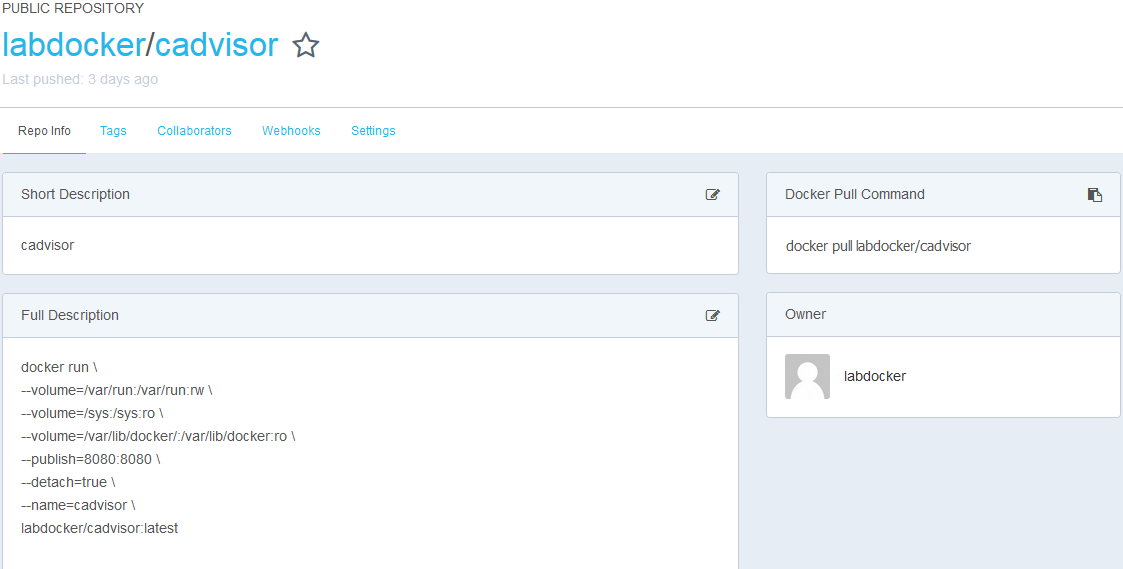 PUBLIC REPOSITORY
labdocker/cadvisor
Last pushed: 3 days ago
Repo Info Tags Collaborators Webhooks Settings
Short Description
cadvisor
Full Description
docker run \
--volume=/var/run:/var/run:rw \
--volume=/sys:/sys:ro \
--volume=/var/lib/docker/:/var/lib/docker:ro \
--publish=8080:8080 \
--detach=true \
--name=cadvisor \
labdocker/cadvisor:latest
Docker Pull Command
docker pull labdocker/cadvisor
Owner
labdocker